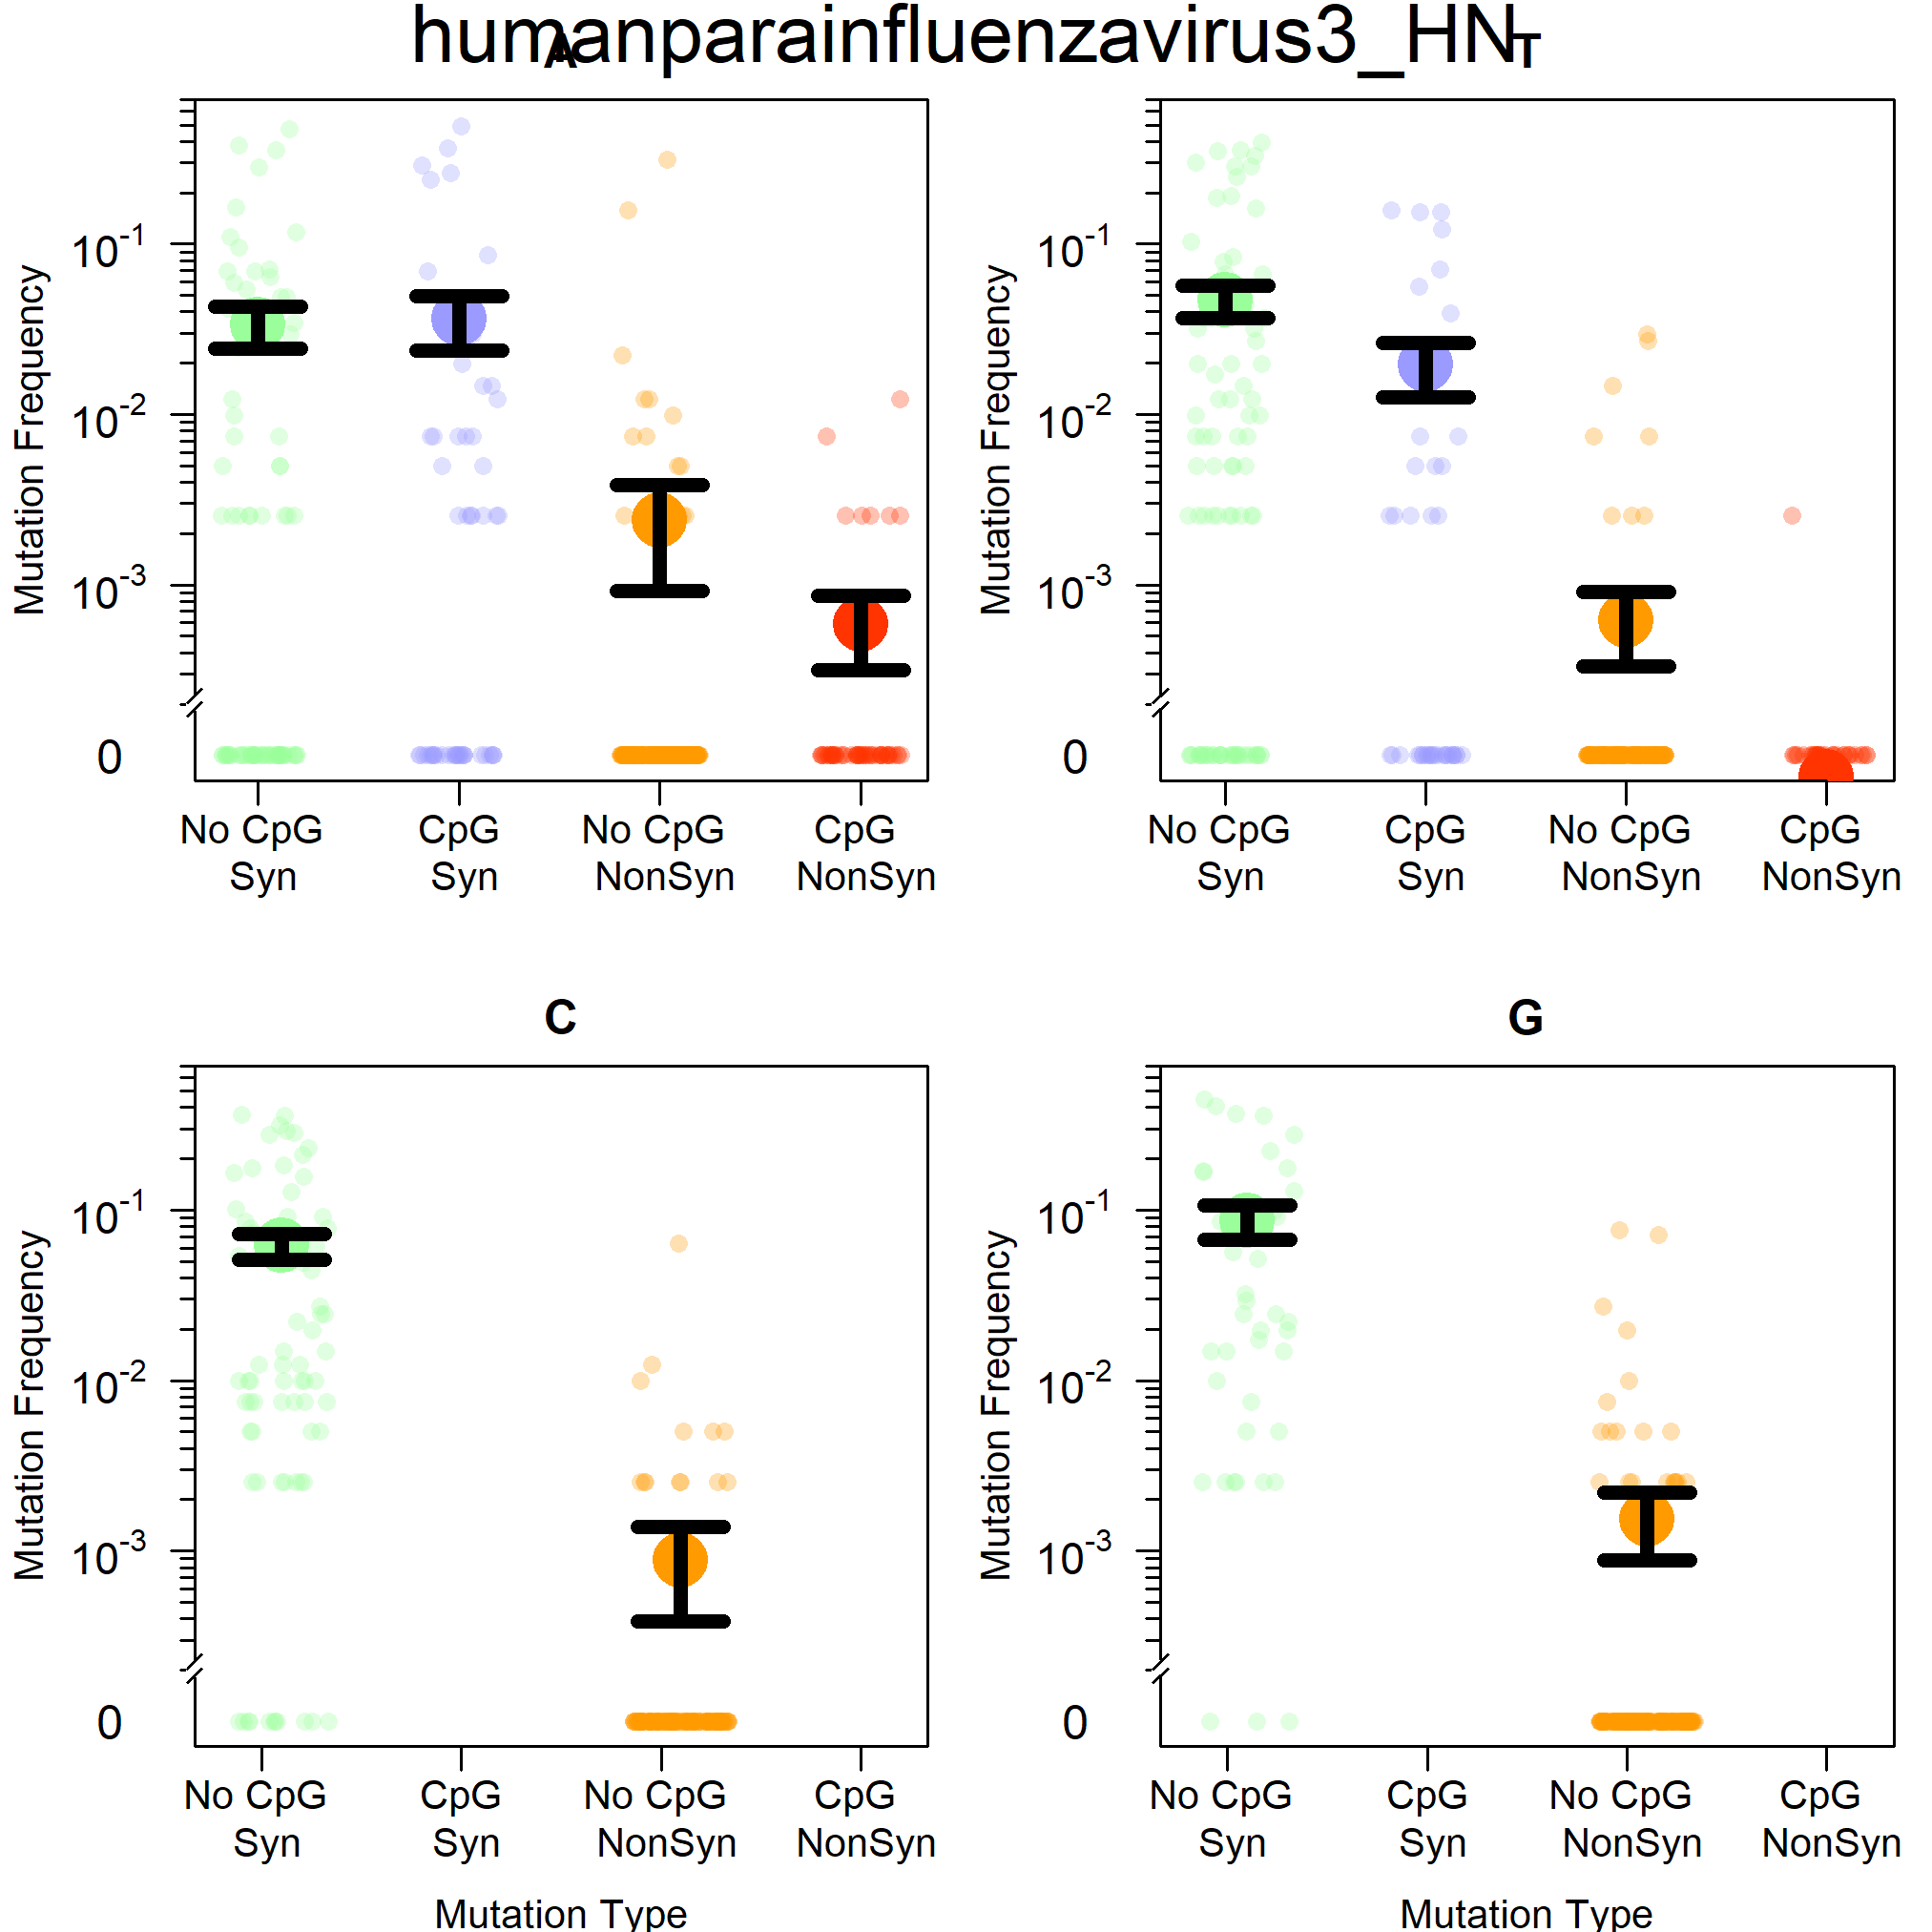 humanparainfluenzavirus3_HN
A
T
Mutation Frequency
10-1
10-2
10-3
0
No CpG Syn
CpG Syn
No CpG NonSyn
CpG NonSyn
Mutation Frequency
10-1
10-2
10-3
0
No CpG Syn
CpG Syn
No CpG NonSyn
CpG NonSyn
C
Mutation Frequency
10-1
10-2
10-3
0
No CpG Syn
CpG Syn
No CpG NonSyn
CpG NonSyn
Mutation Type
G
Mutation Frequency
10-1
10-2
10-3
0
No CpG Syn
CpG Syn
No CpG NonSyn
CpG NonSyn
Mutation Type